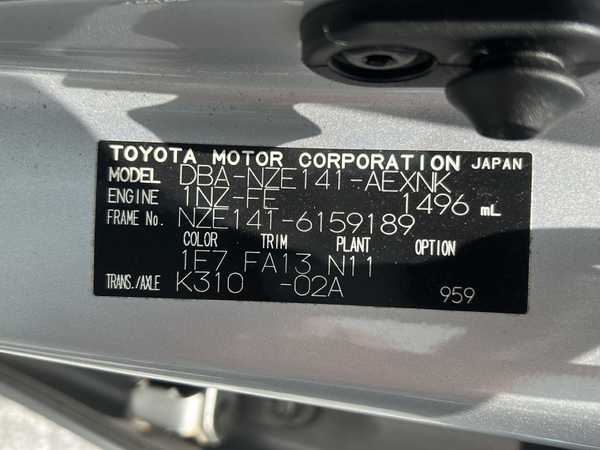 TOYOTA MOTOR CORPORATION JAPAN
MODEL DBA-NZE141-AEXNK
ENGINE 1NZ-FE 1496 mL
FRAME No. NZE141-6159189
COLOR TRIM PLANT OPTION
1E7 FA13 N11
TRANS./AXLE K310 -02A 959